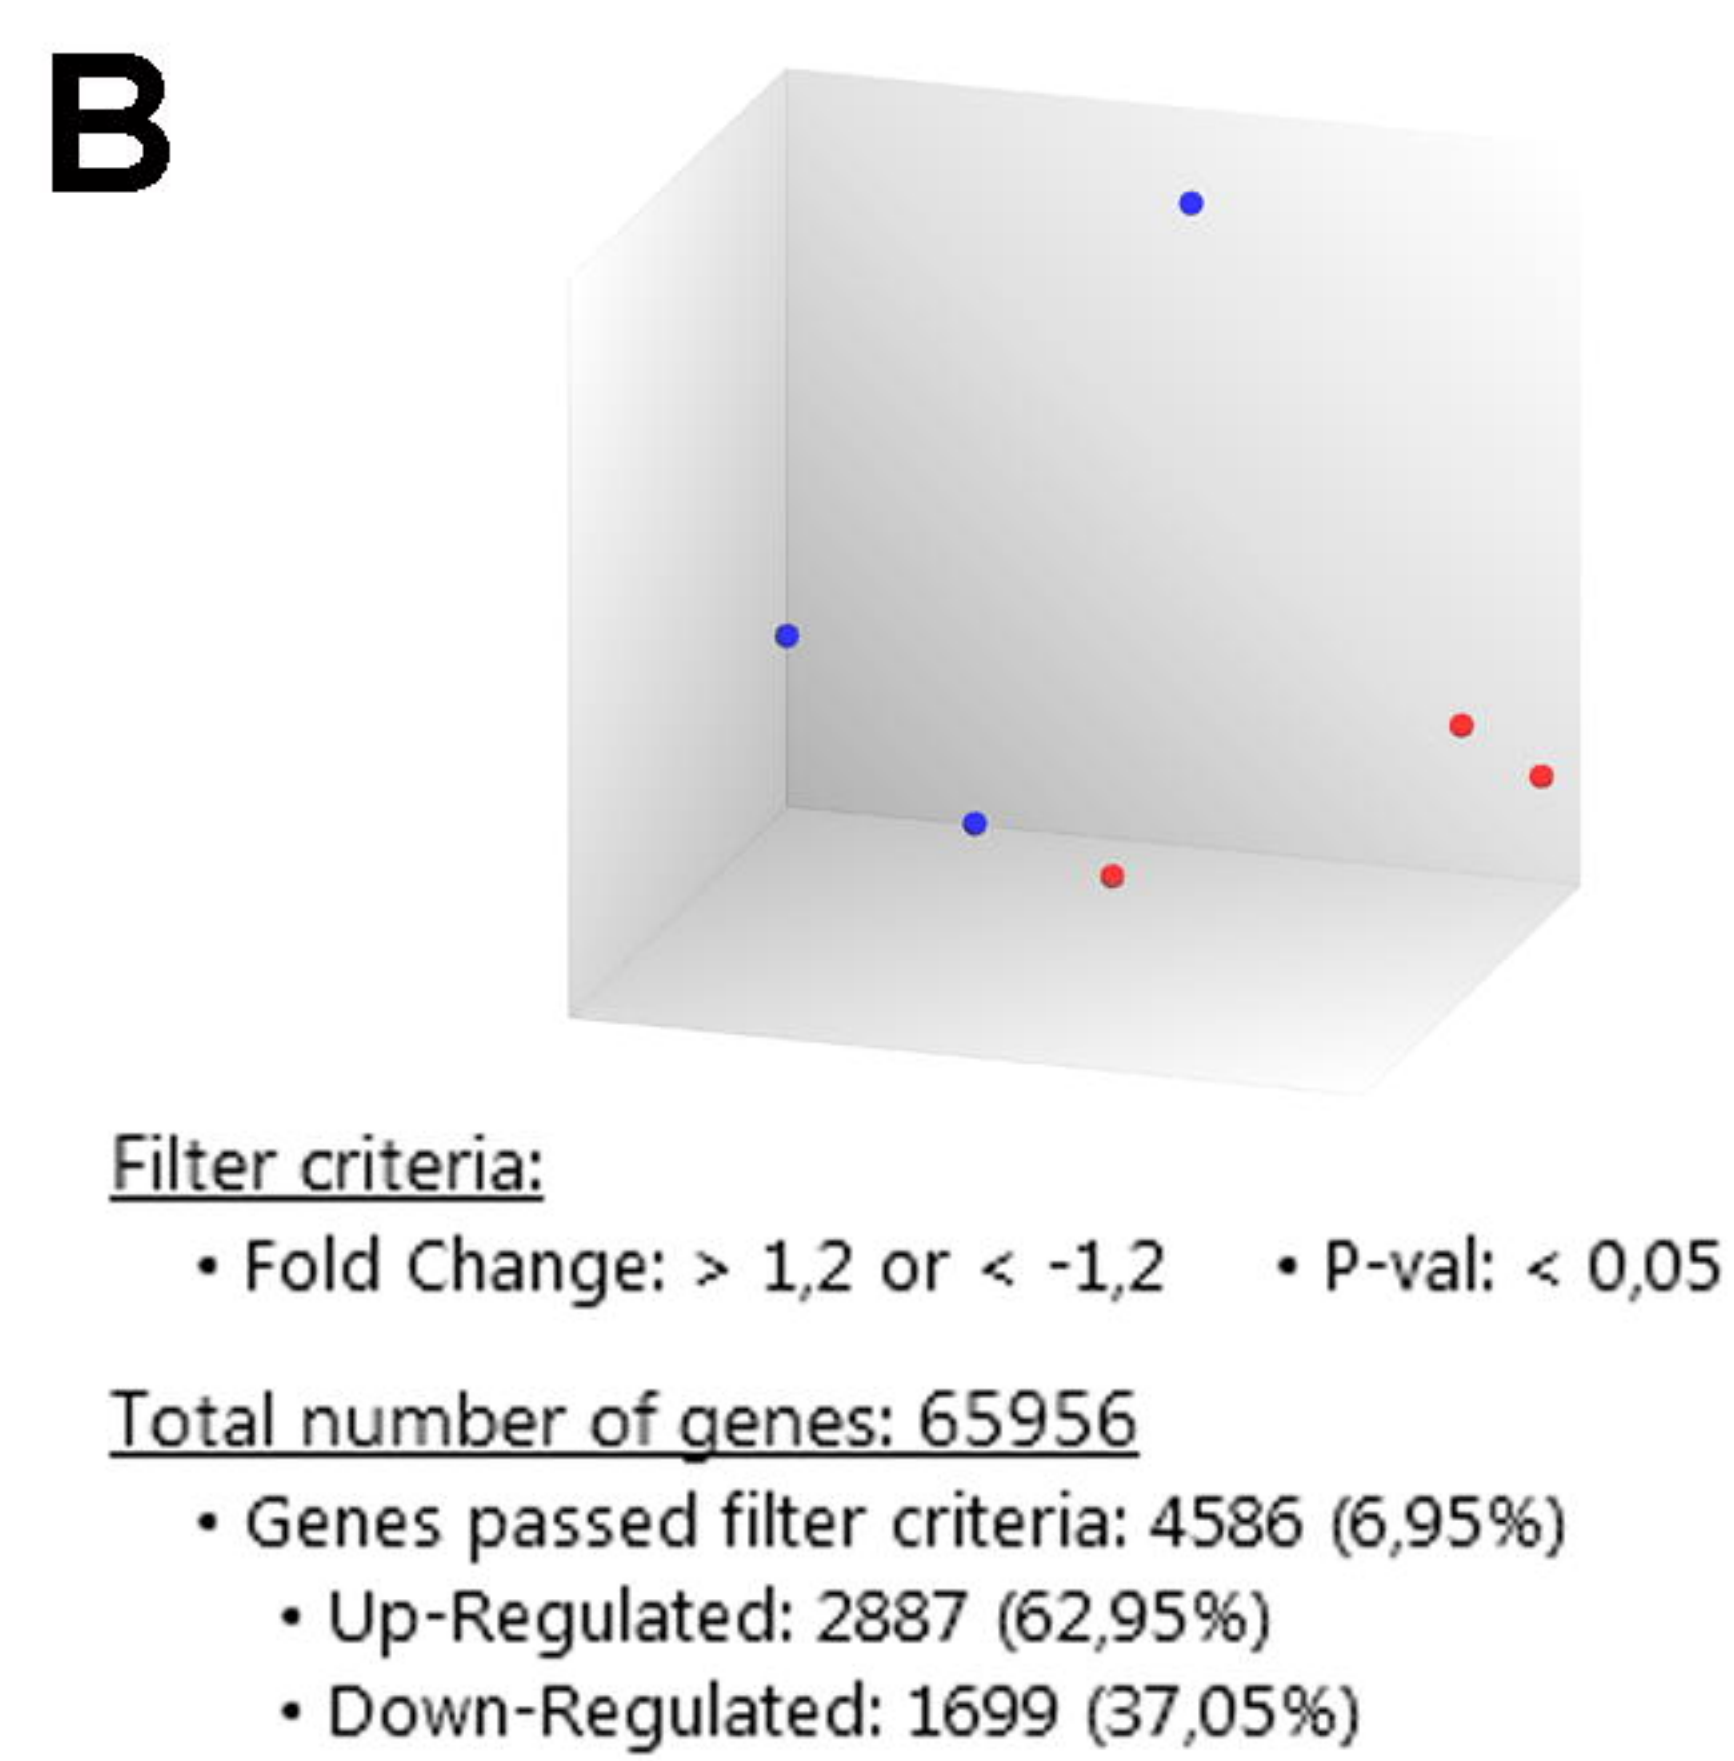 B
Filter criteria:
• Fold Change: > 1,2 or < -1,2 • P-val: < 0,05
Total number of genes: 65956
• Genes passed filter criteria: 4586 (6,95%)
• Up-Regulated: 2887 (62,95%)
• Down-Regulated: 1699 (37,05%)